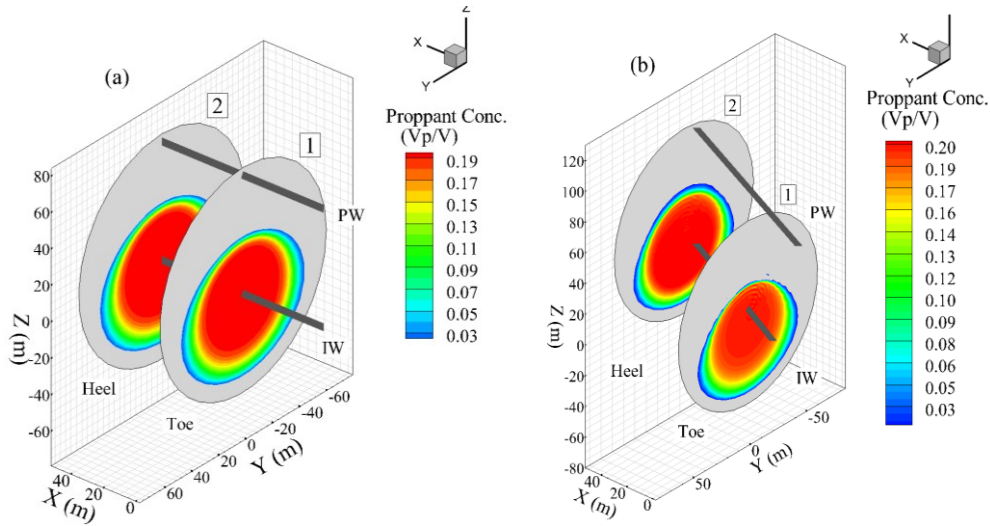 (a)
Z
X
Y
2
1
Proppant Conc.
(Vp/V)
0.19
0.17
0.15
0.13
0.11
0.09
0.07
0.05
0.03
80
60
40
20
0
-20
-40
-60
Z (m)
PW
IW
Heel
Toe
40
20
0
X (m)
60
40
20
0
-20
-40
-60
Y (m)
(b)
Z
X
Y
2
1
Proppant Conc.
(Vp/V)
0.20
0.19
0.17
0.16
0.14
0.13
0.12
0.10
0.09
0.07
0.06
0.05
0.03
120
100
80
60
40
20
0
-20
-40
-60
-80
Z (m)
PW
IW
Heel
Toe
40
20
0
X (m)
50
0
-50
Y (m)